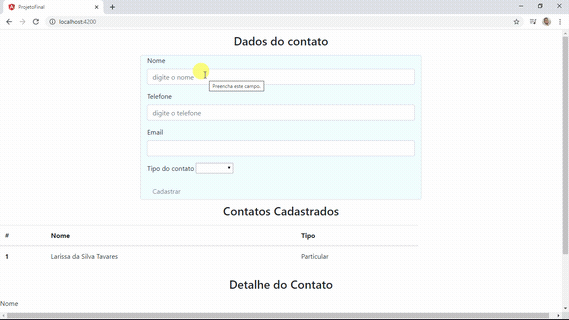 ProjetoFinal
localhost:4200
Dados do contato
Nome
digite o nome
Preencha este campo.
Telefone
digite o telefone
Email
Tipo do contato
Cadastrar
Contatos Cadastrados
# Nome Tipo
1 Larissa da Silva Tavares Particular
Detalhe do Contato
Nome